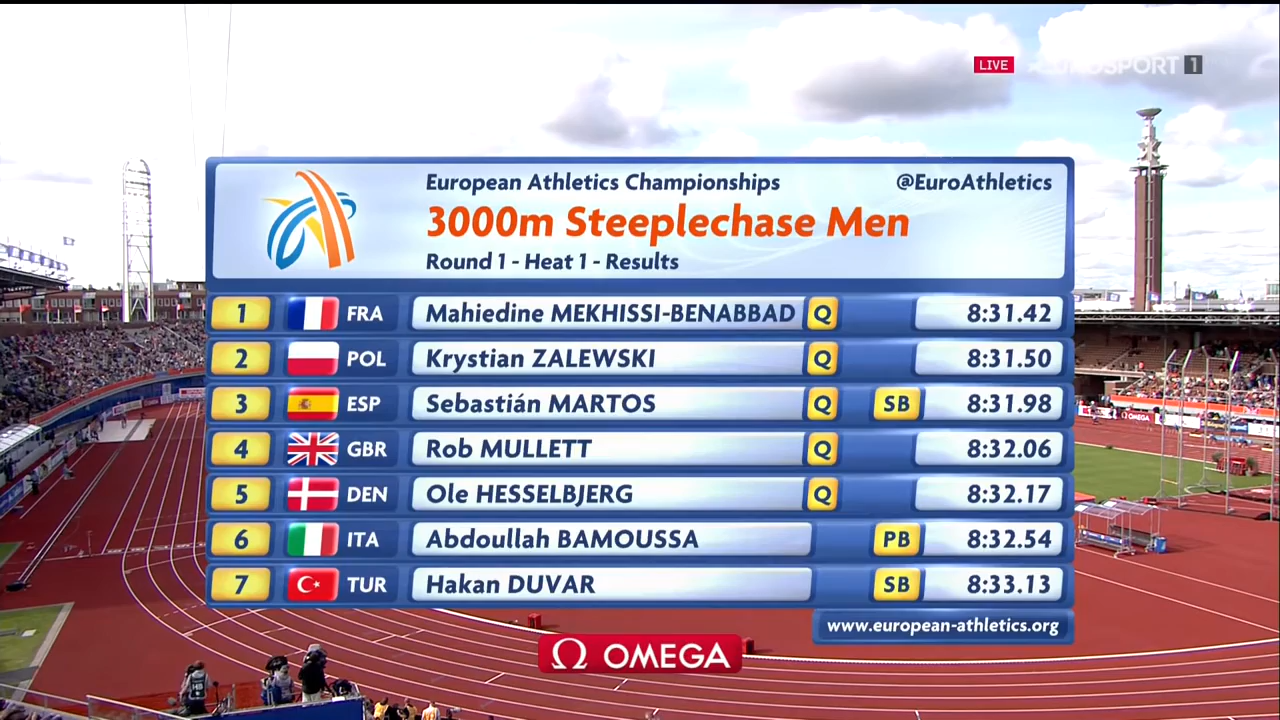 LIVE EUROSPORT 1
European Athletics Championships @EuroAthletics
3000m Steeplechase Men
Round 1 - Heat 1 - Results
1 FRA Mahiedine MEKHISSI-BENABBAD Q 8:31.42
2 POL Krystian ZALEWSKI Q 8:31.50
3 ESP Sebastián MARTOS Q SB 8:31.98
4 GBR Rob MULLETT Q 8:32.06
5 DEN Ole HESSELBJERG Q 8:32.17
6 ITA Abdoullah BAMOUSSA PB 8:32.54
7 TUR Hakan DUVAR SB 8:33.13
www.european-athletics.org
Ω OMEGA